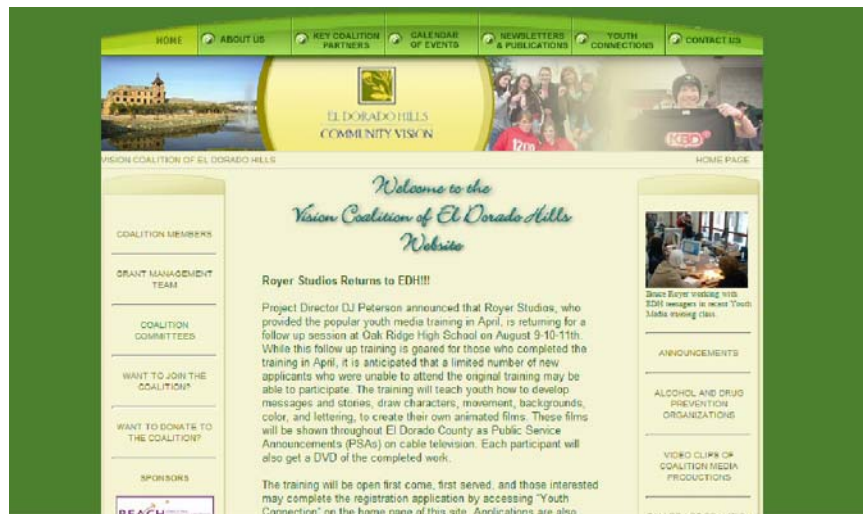 HOME
ABOUT US
KEY COALITION
PARTNERS
CALENDAR
OF EVENTS
NEWSLETTERS
& PUBLICATIONS
YOUTH
CONNECTIONS
CONTACT US
EL DORADO HILLS
COMMUNITY VISION
KBD
VISION COALITION OF EL DORADO HILLS
HOME PAGE
Welcome to the
Vision Coalition of El Dorado Hills
Website
COALITION MEMBERS
GRANT MANAGEMENT
TEAM
COALITION
COMMITTEES
WANT TO JOIN THE
COALITION?
WANT TO DONATE TO
THE COALITION?
SPONSORS
REACH
Royer Studios Returns to EDH!!!
Project Director DJ Peterson announced that Royer Studios, who
provided the popular youth media training in April, is returning for a
follow up session at Oak Ridge High School on August 9-10-11th.
While this follow up training is geared for those who completed the
training in April, it is anticipated that a limited number of new
applicants who were unable to attend the original training may be
able to participate. The training will teach youth how to develop
messages and stories, draw characters, movement, backgrounds,
color, and lettering, to create their own animated films. These films
will be shown throughout El Dorado County as Public Service
Announcements (PSAs) on cable television. Each participant will
also get a DVD of the completed work.
The training will be open first come, first served, and those interested
may complete the registration application by accessing "Youth
Connection" on the home page of this site. Applications are also
Bruce Royer working with
EDH teenagers in recent Youth
Media training class.
ANNOUNCEMENTS
ALCOHOL AND DRUG
PREVENTION
ORGANIZATIONS
VIDEO CLIPS OF
COALITION MEDIA
PRODUCTIONS